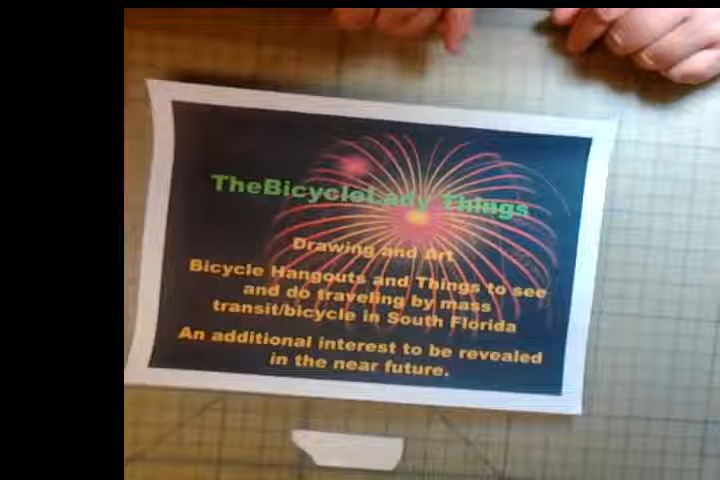 TheBicycleLady Things
Drawing and Art
Bicycle Hangouts and Things to see
and do traveling by mass
transit/bicycle in South Florida
An additional interest to be revealed
in the near future.